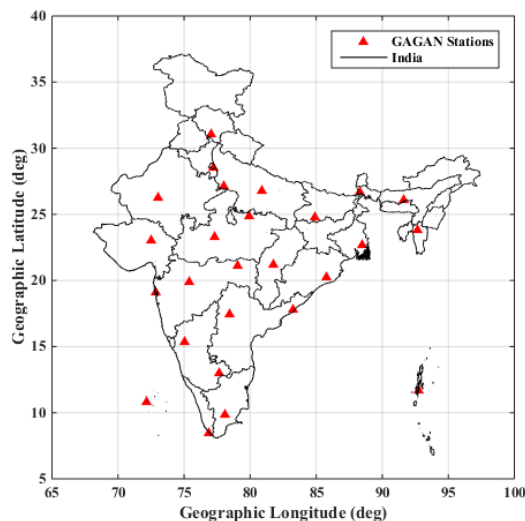 40
35
30
25
20
15
10
5
65 70 75 80 85 90 95 100
Geographic Latitude (deg)
Geographic Longitude (deg)
GAGAN Stations
India